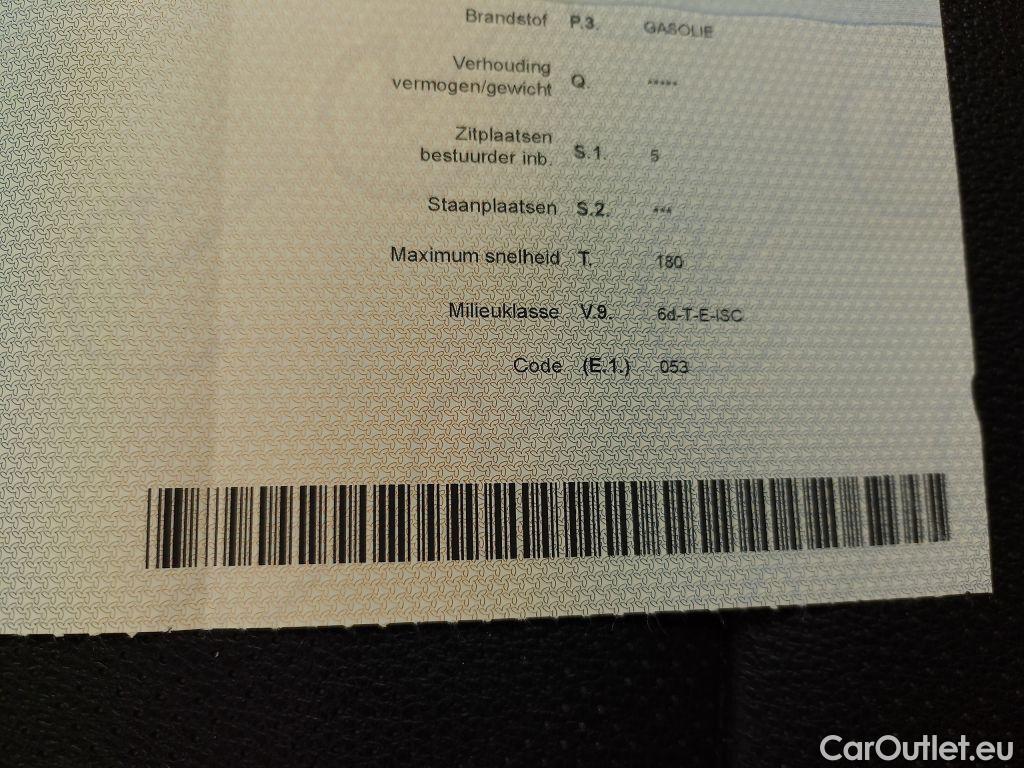 Brandstof P.3. GASOLIE
Verhouding
vermogen/gewicht Q. *****
Zitplaatsen
bestuurder inb. S.1. 5
Staanplaatsen S.2. ***
Maximum snelheid T. 180
Milieuklasse V.9. 6d-T-E-ISC
Code (E.1.) 053
CarOutlet.eu